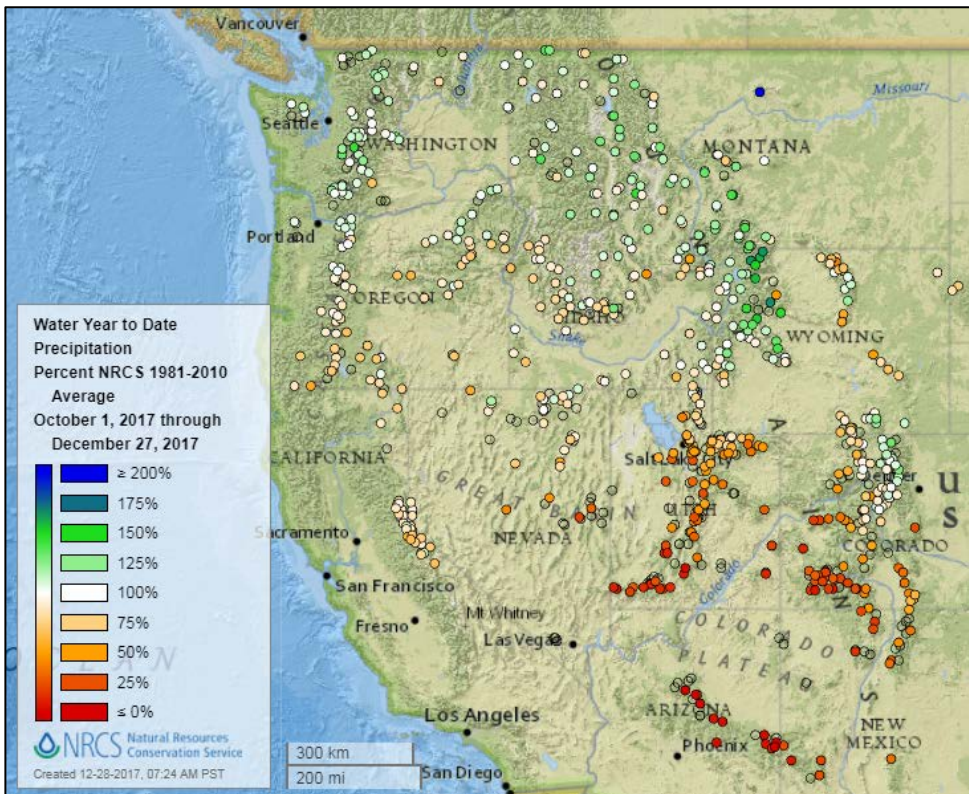 Vancouver
Seattle
WASHINGTON
Missouri
MONTANA
Portland
OREGON
Snake
WYOMING
Water Year to Date
Precipitation
Percent NRCS 1981-2010
Average
October 1, 2017 through
December 27, 2017
≥ 200%
175%
150%
125%
100%
75%
50%
25%
≤ 0%
NRCS Natural Resources
Conservation Service
Created 12-28-2017, 07:24 AM PST
CALIFORNIA
Salt Lake City
Denver
U
S
GREAT
BASIN
UTAH
NEVADA
Sacramento
COLORADO
San Francisco
Colorado
Mt Whitney
Fresno
Las Vegas
COLORADO
PLATEAU
ARIZONA
Los Angeles
Phoenix
NEW
MEXICO
300 km
200 mi
San Diego